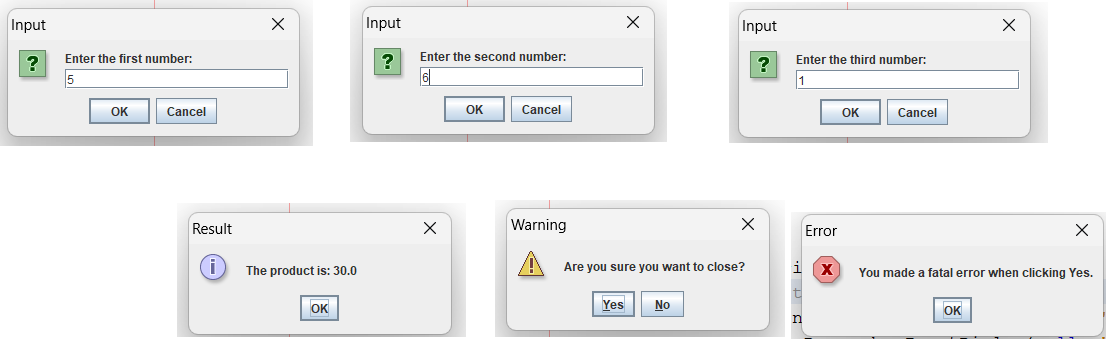 Input
Enter the first number:
5
OK Cancel
Input
Enter the second number:
6
OK Cancel
Input
Enter the third number:
1
OK Cancel
Result
The product is: 30.0
OK
Warning
Are you sure you want to close?
Yes No
Error
You made a fatal error when clicking Yes.
OK